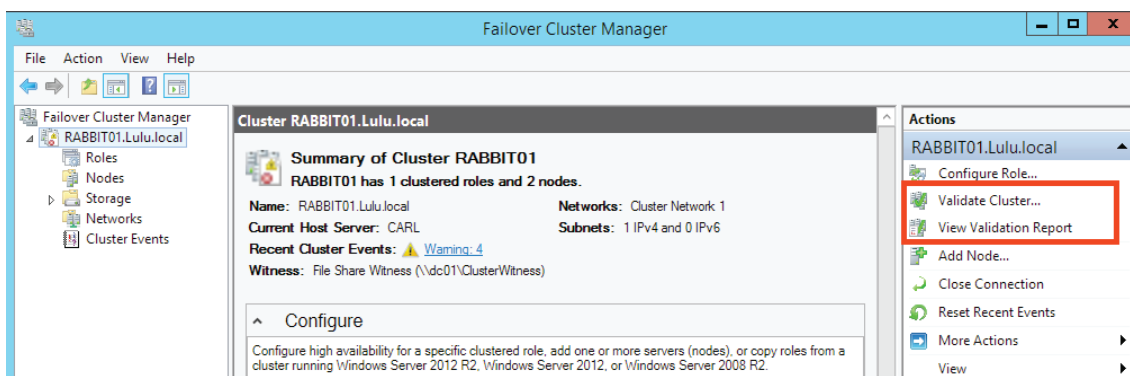 Failover Cluster Manager
File Action View Help
Failover Cluster Manager
RABBIT01.Lulu.local
Roles
Nodes
Storage
Networks
Cluster Events
Cluster RABBIT01.Lulu.local
Summary of Cluster RABBIT01
RABBIT01 has 1 clustered roles and 2 nodes.
Name: RABBIT01.Lulu.local Networks: Cluster Network 1
Current Host Server: CARL Subnets: 1 IPv4 and 0 IPv6
Recent Cluster Events: Warning: 4
Witness: File Share Witness (\\dc01\ClusterWitness)
Configure
Configure high availability for a specific clustered role, add one or more servers (nodes), or copy roles from a
cluster running Windows Server 2012 R2, Windows Server 2012, or Windows Server 2008 R2.
Actions
RABBIT01.Lulu.local
Configure Role...
Validate Cluster...
View Validation Report
Add Node...
Close Connection
Reset Recent Events
More Actions
View